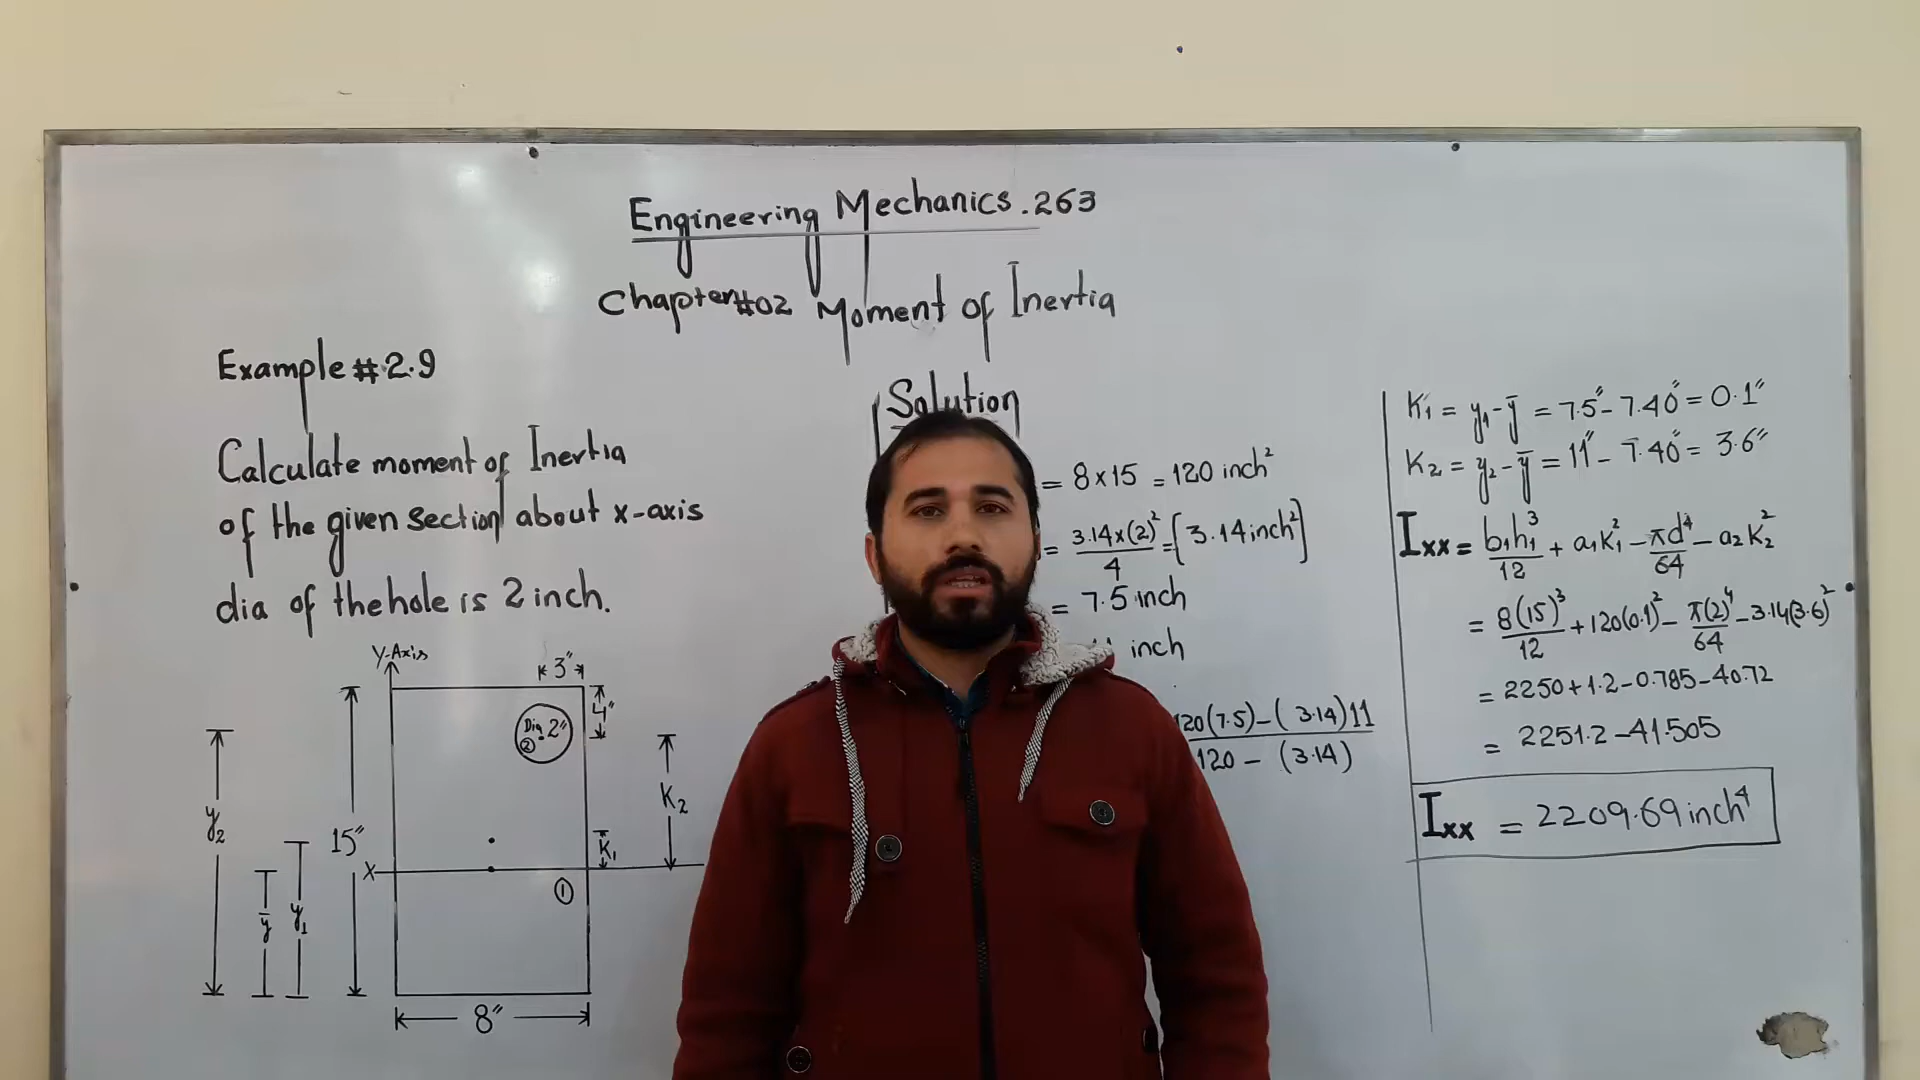 Engineering Mechanics.263
Chapter#02 Moment of Inertia
Example #2.9
Calculate moment of Inertia
of the given section about x-axis
dia of the hole is 2 inch.
Y-Axis
3"
4"
Dia 2"
②
K2
K1
15"
X
①
y2
ȳ
y1
8"
Solution
= 8×15 = 120 inch²
= 3.14×(2)²/4 = [3.14inch²]
= 7.5 inch
inch
120(7.5)-(3.14)11
120 - (3.14)
K1 = y1-ȳ = 7.5"-7.40" = 0.1"
K2 = y2-ȳ = 11"-7.40" = 3.6"
Ixx = b1h1³/12 + a1K1² - πd⁴/64 - a2K2²
= 8(15)³/12 + 120(0.1)² - π(2)⁴/64 - 3.14(3.6)²
= 2250+1.2-0.785-40.72
= 2251.2-41.505
Ixx = 2209.69 inch⁴